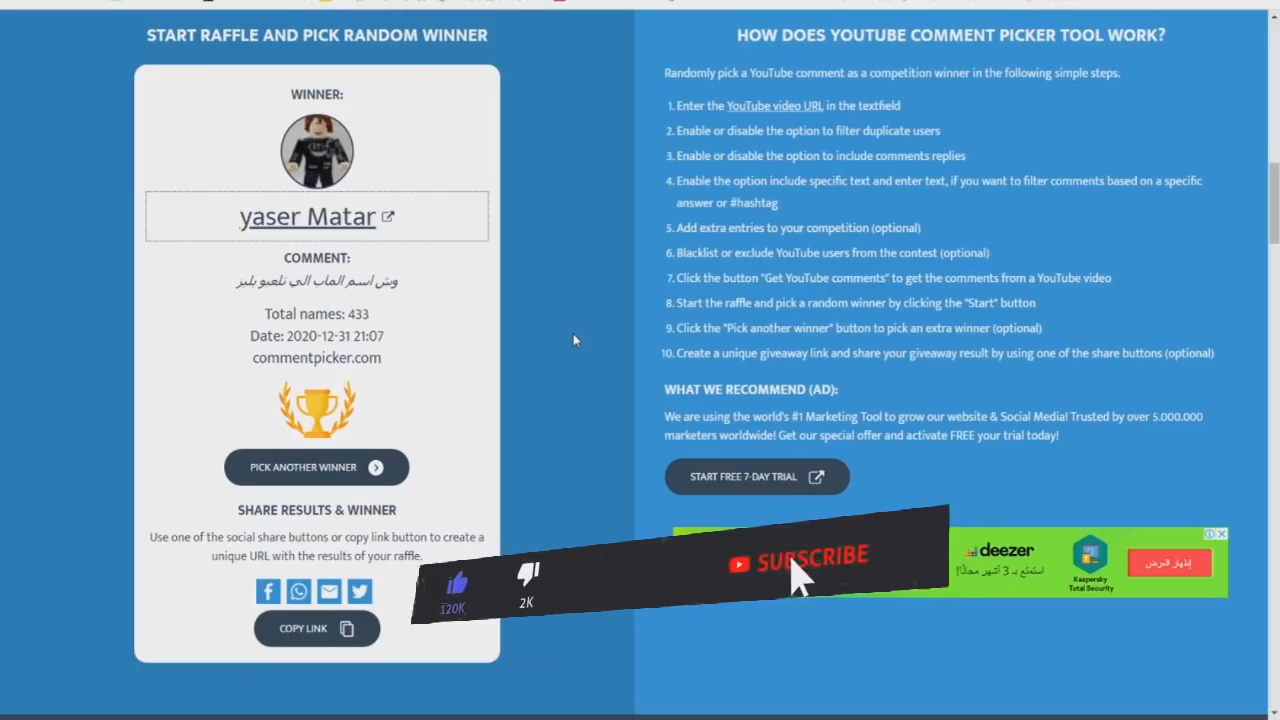 START RAFFLE AND PICK RANDOM WINNER
WINNER:
yaser Matar
COMMENT:
وش اسم الماب الي تلعبو بليز
Total names: 433
Date: 2020-12-31 21:07
commentpicker.com
PICK ANOTHER WINNER
SHARE RESULTS & WINNER
Use one of the social share buttons or copy link button to create a
unique URL with the results of your raffle.
COPY LINK
HOW DOES YOUTUBE COMMENT PICKER TOOL WORK?
Randomly pick a YouTube comment as a competition winner in the following simple steps.
1. Enter the YouTube video URL in the textfield
2. Enable or disable the option to filter duplicate users
3. Enable or disable the option to include comments replies
4. Enable the option include specific text and enter text, if you want to filter comments based on a specific
answer or #hashtag
5. Add extra entries to your competition (optional)
6. Blacklist or exclude YouTube users from the contest (optional)
7. Click the button "Get YouTube comments" to get the comments from a YouTube video
8. Start the raffle and pick a random winner by clicking the "Start" button
9. Click the "Pick another winner" button to pick an extra winner (optional)
10. Create a unique giveaway link and share your giveaway result by using one of the share buttons (optional)
WHAT WE RECOMMEND (AD):
We are using the world's #1 Marketing Tool to grow our website & Social Media! Trusted by over 5.000.000
marketers worldwide! Get our special offer and activate FREE your trial today!
START FREE 7-DAY TRIAL
120K
2K
SUBSCRIBE
deezer
استمتع بـ 3 أشهر مجانًا!
Kaspersky
Total Security
إظهار العرض